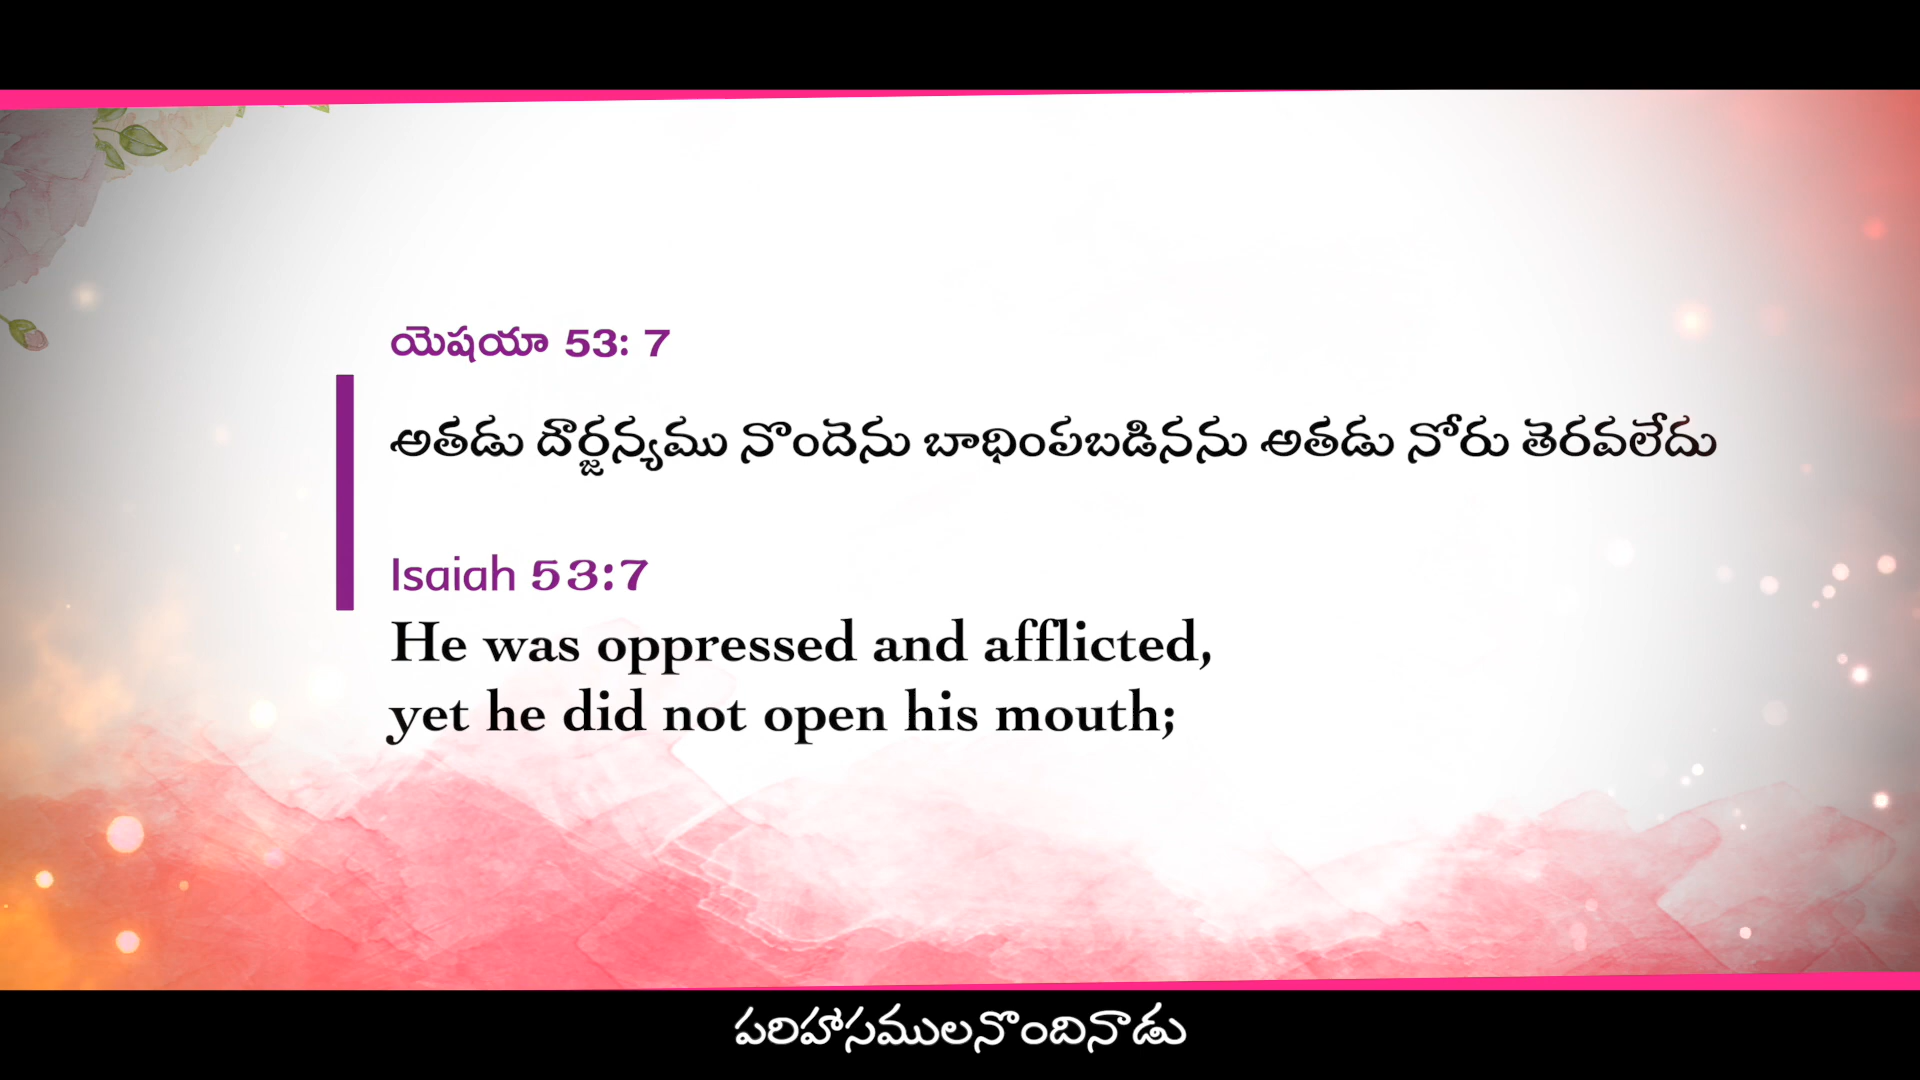 యెషయా 53: 7
అతడు దౌర్జన్యము నొందెను బాధింపబడినను అతడు నోరు తెరవలేదు
Isaiah 53:7
He was oppressed and afflicted,
yet he did not open his mouth;
పరిహాసములనొందినాడు